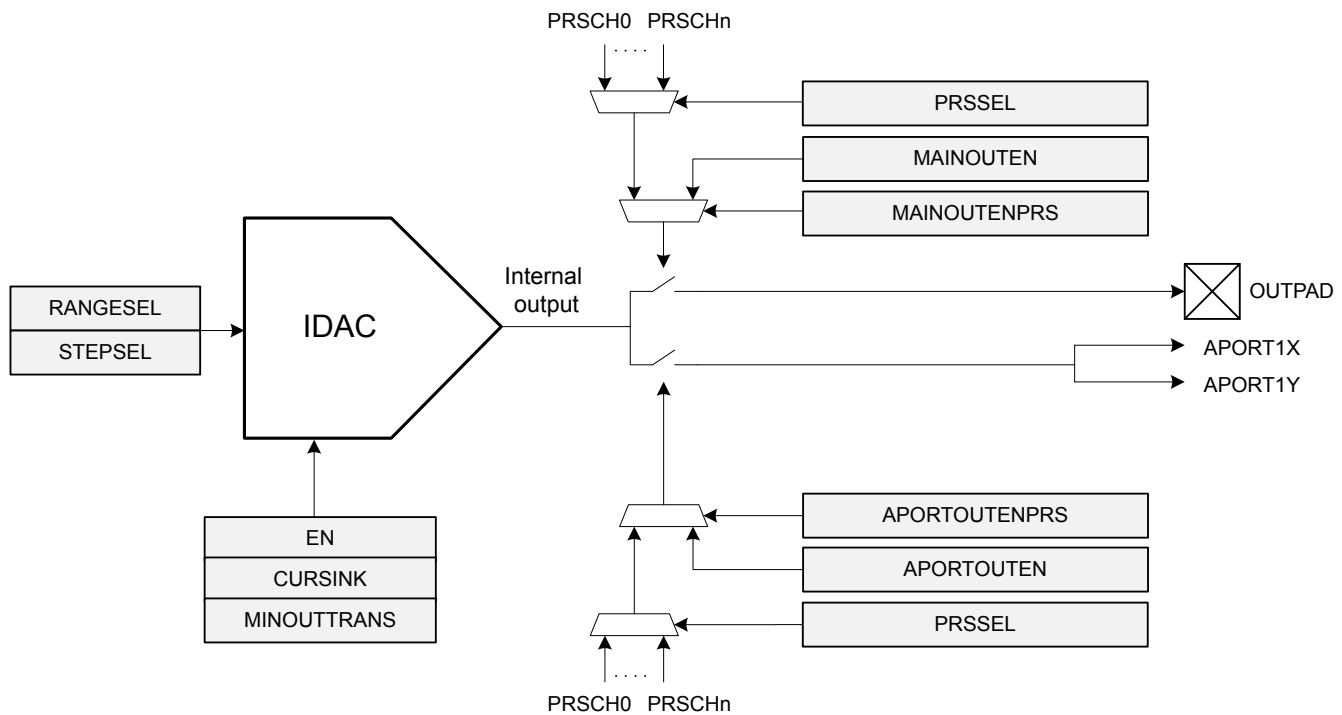 PRSCH0 PRSCHn
. . . .
PRSSEL
MAINOUTEN
MAINOUTENPRS
Internal
output
OUTPAD
RANGESEL
IDAC
STEPSEL
APORT1X
APORT1Y
APORTOUTENPRS
EN
APORTOUTEN
CURSINK
MINOUTTRANS
PRSSEL
. . . .
PRSCH0 PRSCHn